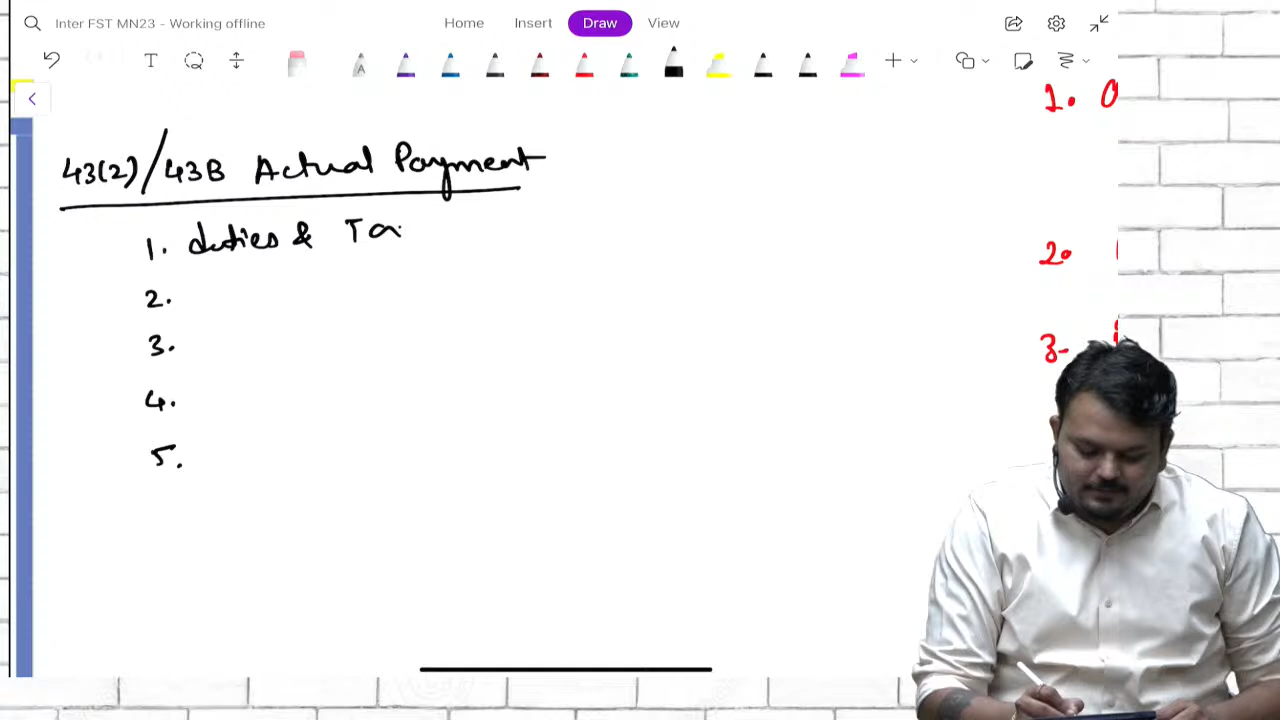 Inter FST MN23 - Working offline
Home Insert Draw View
T
A
1.
43(2)/43B Actual Payment
1. duties & Ta
2.
2.
3.
3.
4.
5.